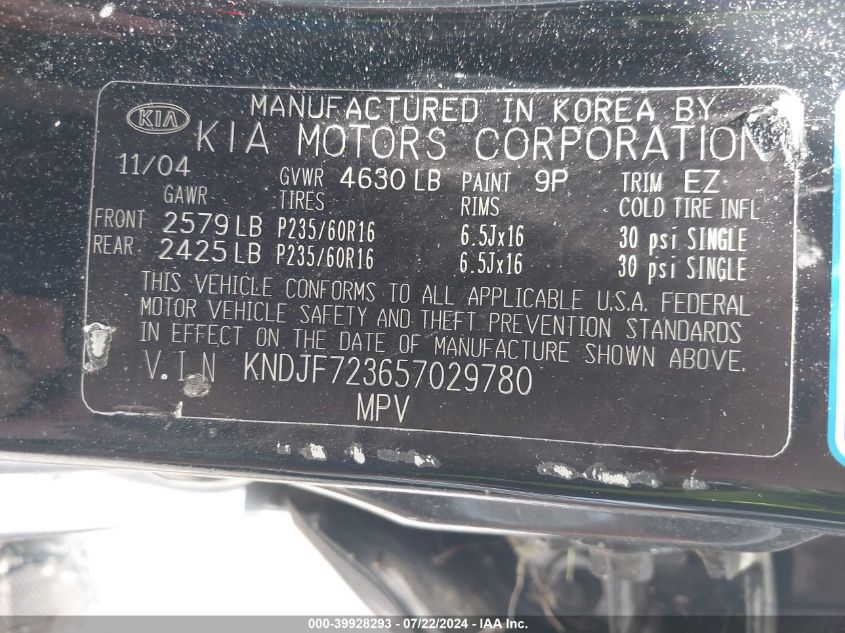 KIA MANUFACTURED IN KOREA BY
KIA MOTORS CORPORATION
11/04 GVWR 4630 LB PAINT 9P TRIM EZ
GAWR TIRES RIMS COLD TIRE INFL
FRONT 2579 LB P235/60R16 6.5Jx16 30 psi SINGLE
REAR 2425 LB P235/60R16 6.5Jx16 30 psi SINGLE
THIS VEHICLE CONFORMS TO ALL APPLICABLE U.S.A. FEDERAL
MOTOR VEHICLE SAFETY AND THEFT PREVENTION STANDARDS
IN EFFECT ON THE DATE OF MANUFACTURE SHOWN ABOVE.
V.I.N KNDJF723657029780
MPV
000-39928293 - 07/22/2024 - KNA Inc.